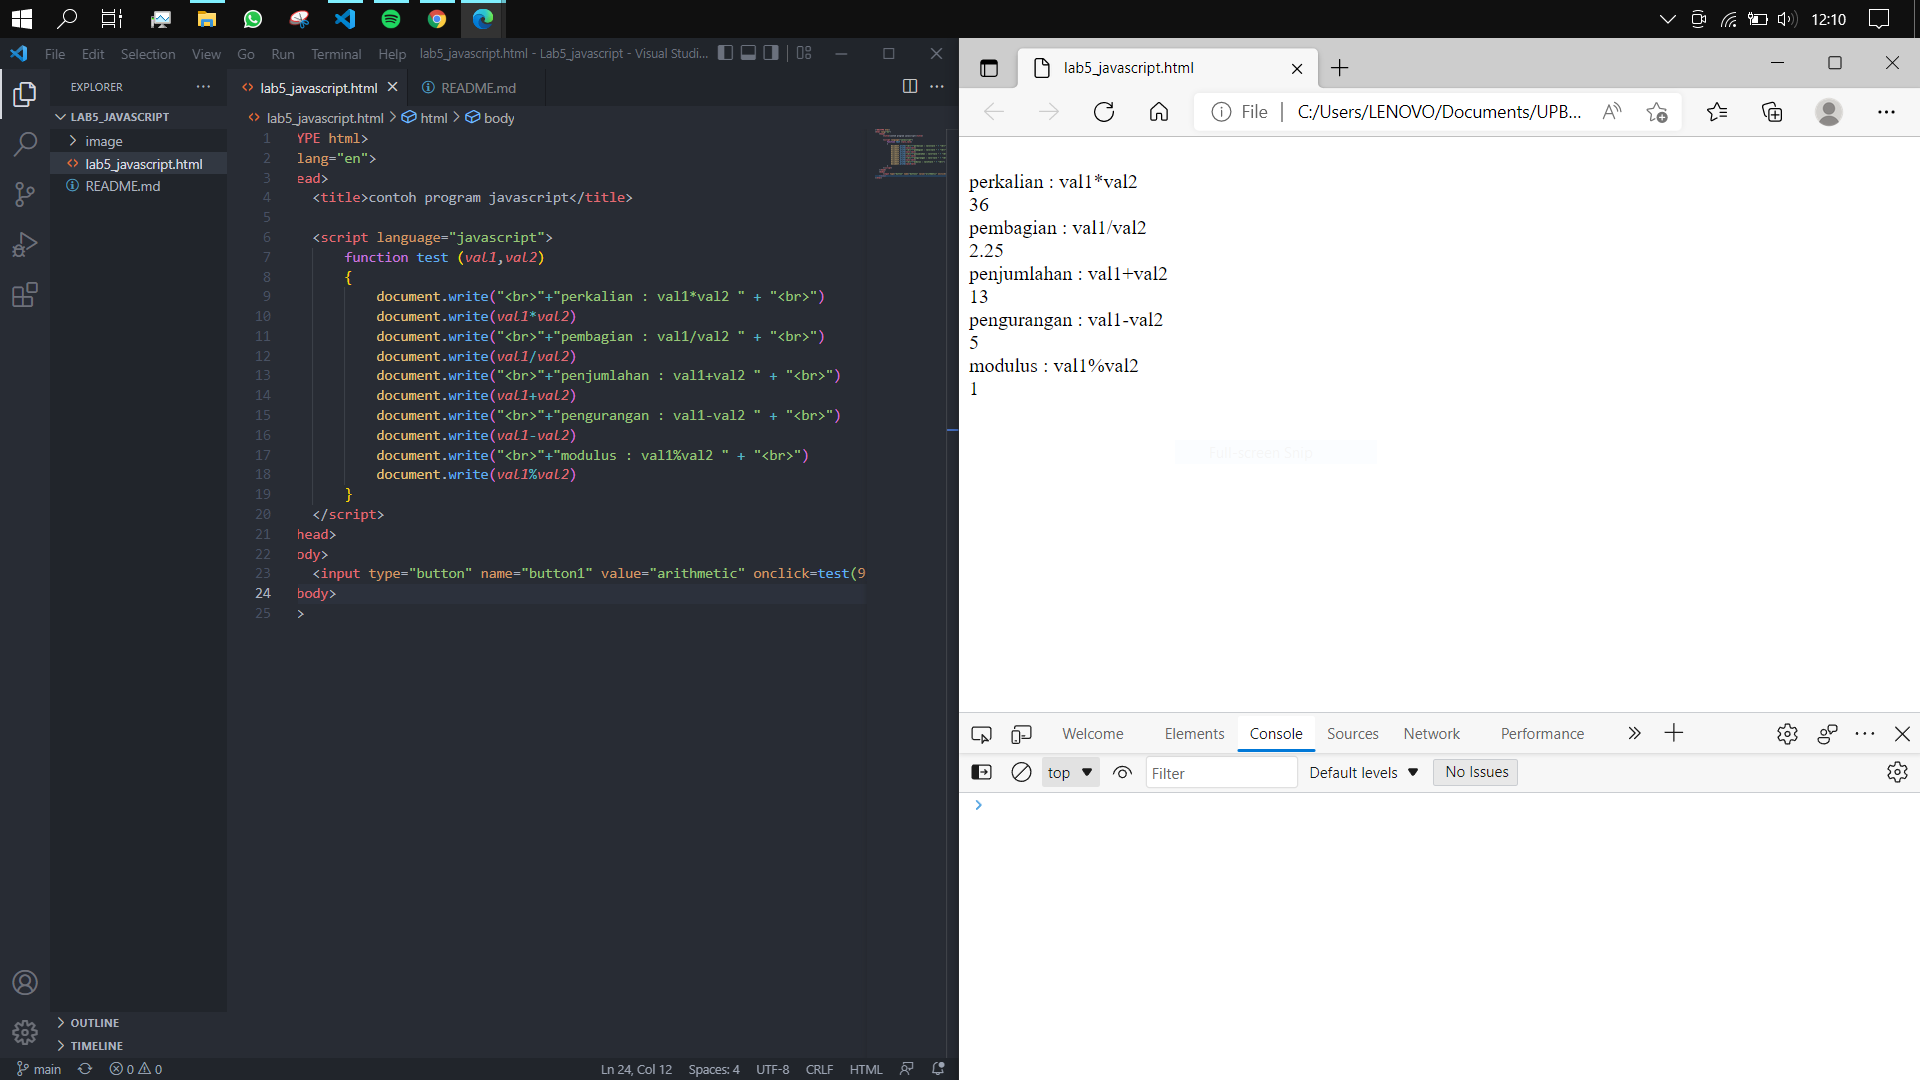 12:10
File Edit Selection View Go Run Terminal Help lab5_javascript.html - Lab5_javascript - Visual Studi...
EXPLORER
LAB5_JAVASCRIPT
image
lab5_javascript.html
README.md
OUTLINE
TIMELINE
lab5_javascript.html README.md
lab5_javascript.html > html > body
1 YPE html>
2 lang="en">
3 ead>
4 <title>contoh program javascript</title>
5
6 <script language="javascript">
7 function test (val1,val2)
8 {
9 document.write("<br>"+"perkalian : val1*val2 " + "<br>")
10 document.write(val1*val2)
11 document.write("<br>"+"pembagian : val1/val2 " + "<br>")
12 document.write(val1/val2)
13 document.write("<br>"+"penjumlahan : val1+val2 " + "<br>")
14 document.write(val1+val2)
15 document.write("<br>"+"pengurangan : val1-val2 " + "<br>")
16 document.write(val1-val2)
17 document.write("<br>"+"modulus : val1%val2 " + "<br>")
18 document.write(val1%val2)
19 }
20 </script>
21 head>
22 ody>
23 <input type="button" name="button1" value="arithmetic" onclick=test(9
24 body>
25 >
main 0 0 Ln 24, Col 12 Spaces: 4 UTF-8 CRLF HTML
lab5_javascript.html
File C:/Users/LENOVO/Documents/UPB...
perkalian : val1*val2
36
pembagian : val1/val2
2.25
penjumlahan : val1+val2
13
pengurangan : val1-val2
5
modulus : val1%val2
1
Full-screen Snip
Welcome Elements Console Sources Network Performance
top Filter Default levels No Issues